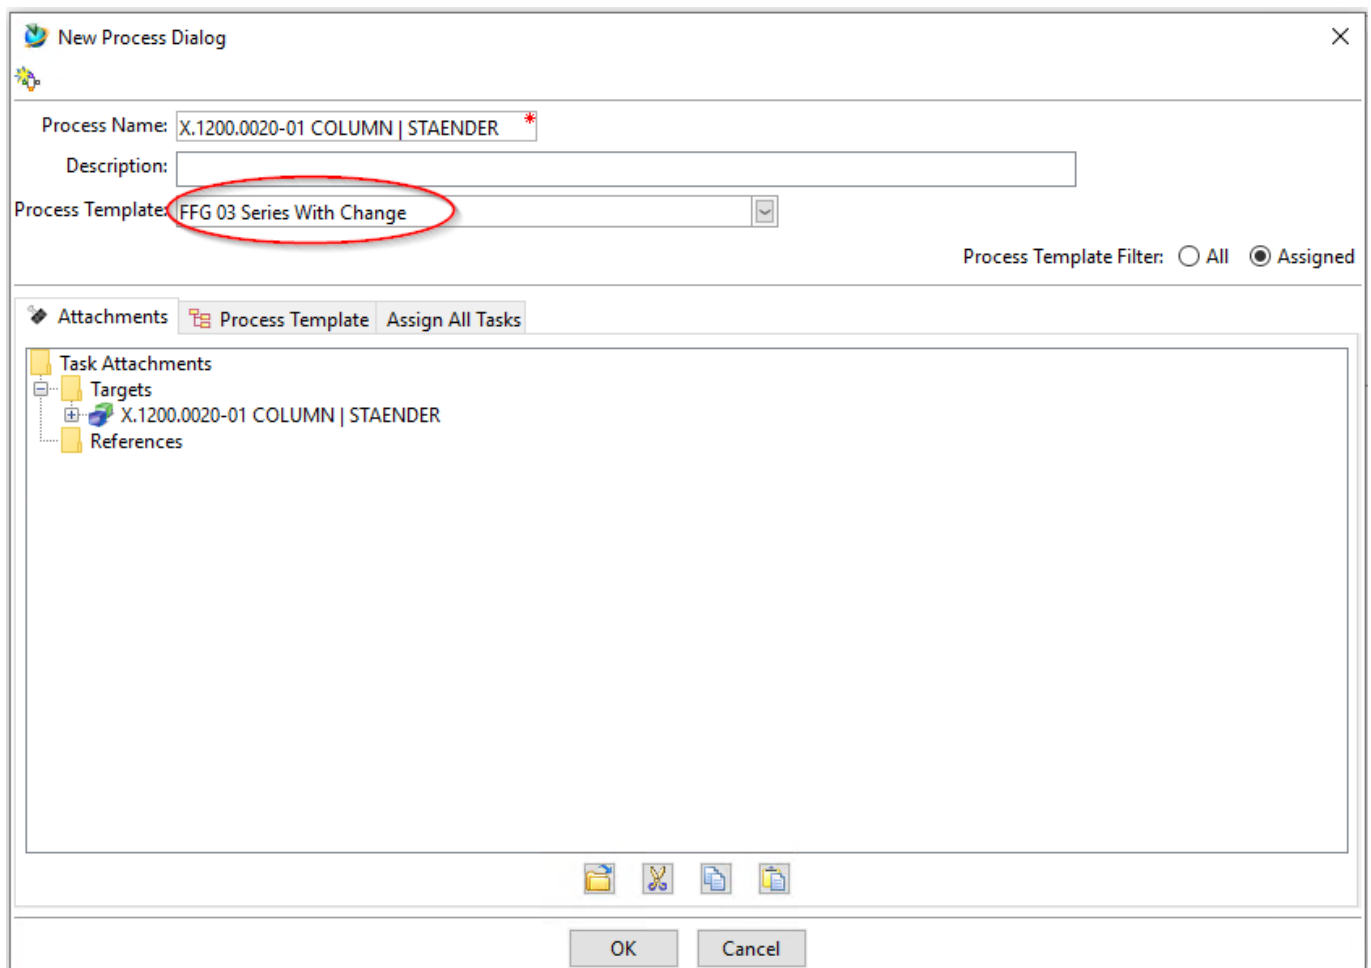 New Process Dialog
Process Name: X.1200.0020-01 COLUMN | STAENDER *
Description:
Process Template: FFG 03 Series With Change
Process Template Filter: All Assigned
Attachments Process Template Assign All Tasks
Task Attachments
Targets
X.1200.0020-01 COLUMN | STAENDER
References
OK Cancel